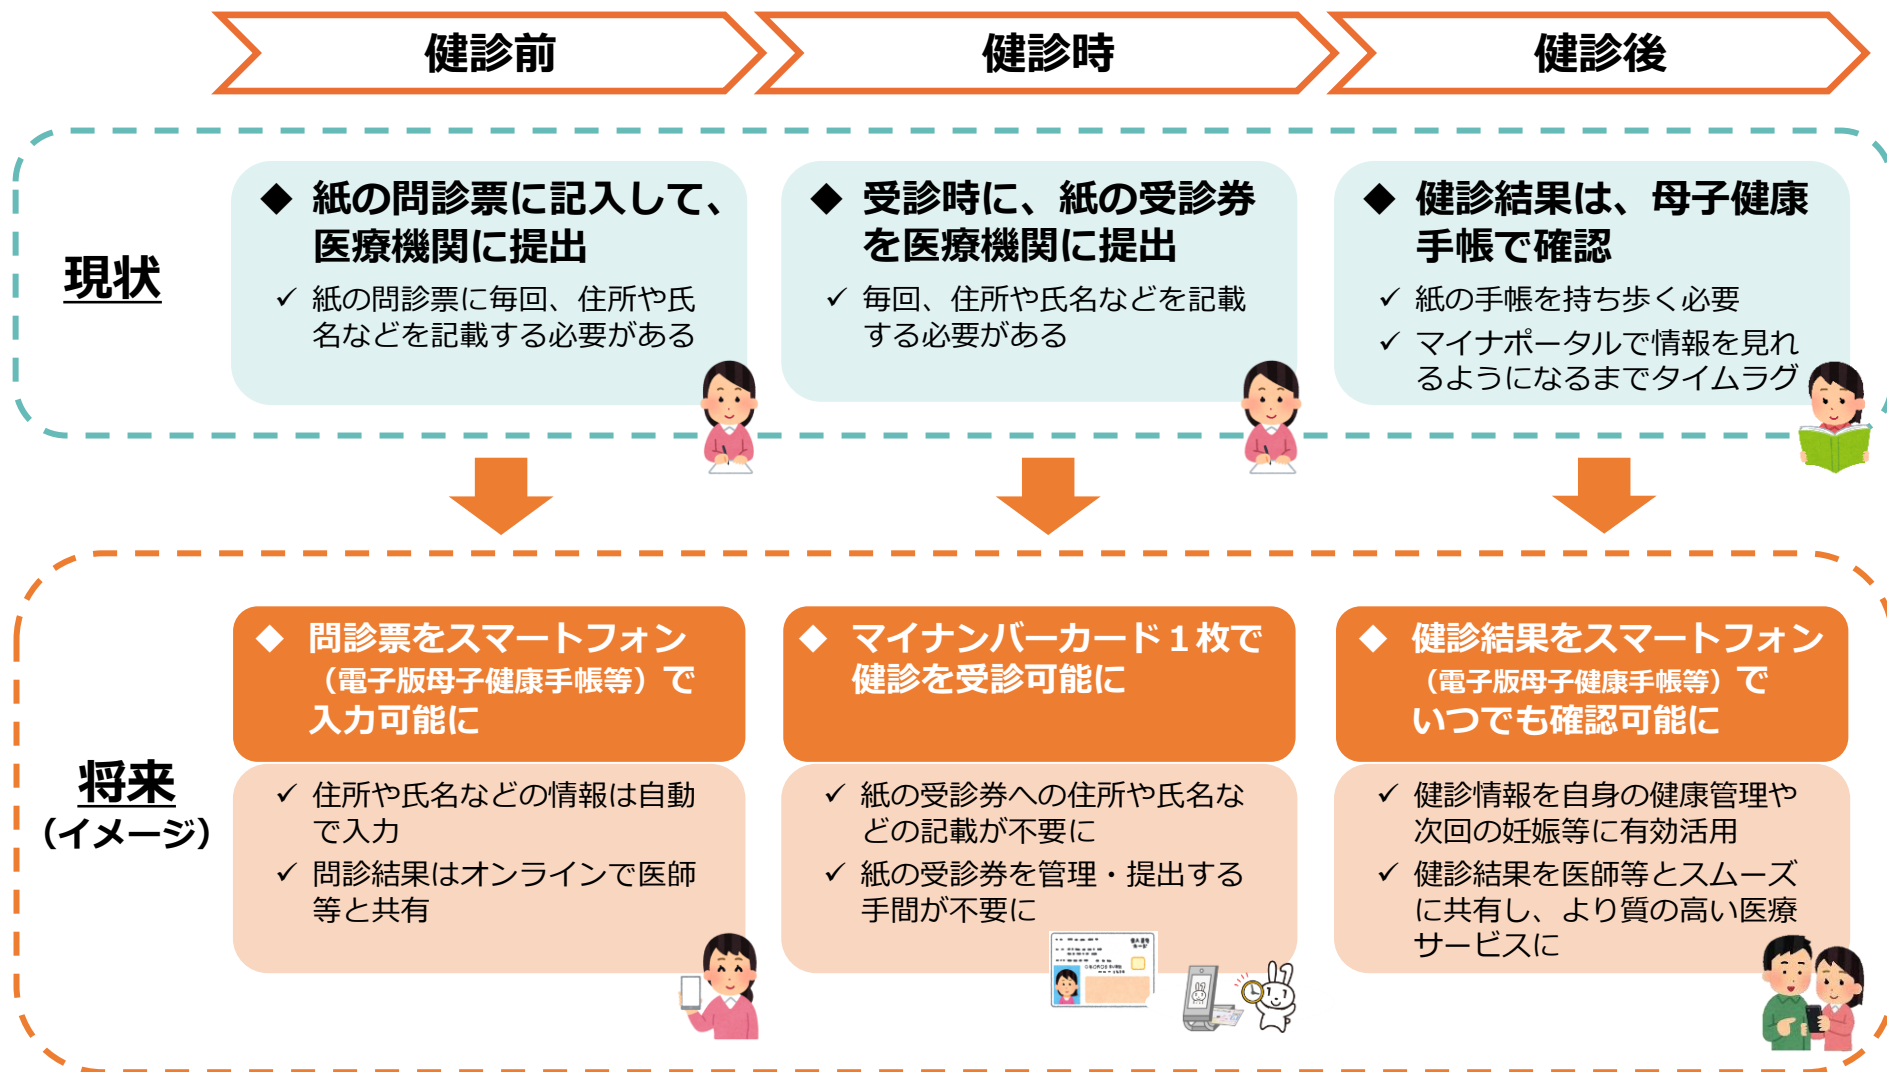 健診前
健診時
健診後
現状
◆ 紙の問診票に記入して、
医療機関に提出
✓ 紙の問診票に毎回、住所や氏
名などを記載する必要がある
◆ 受診時に、紙の受診券
を医療機関に提出
✓ 毎回、住所や氏名などを記載
する必要がある
◆ 健診結果は、母子健康
手帳で確認
✓ 紙の手帳を持ち歩く必要
✓ マイナポータルで情報を見れ
るようになるまでタイムラグ
将来
（イメージ）
◆ 問診票をスマートフォン
（電子版母子健康手帳等）で
入力可能に
✓ 住所や氏名などの情報は自動
で入力
✓ 問診結果はオンラインで医師
等と共有
◆ マイナンバーカード１枚で
健診を受診可能に
✓ 紙の受診券への住所や氏名な
どの記載が不要に
✓ 紙の受診券を管理・提出する
手間が不要に
◆ 健診結果をスマートフォン
（電子版母子健康手帳等）で
いつでも確認可能に
✓ 健診情報を自身の健康管理や
次回の妊娠等に有効活用
✓ 健診結果を医師等とスムーズ
に共有し、より質の高い医療
サービスに